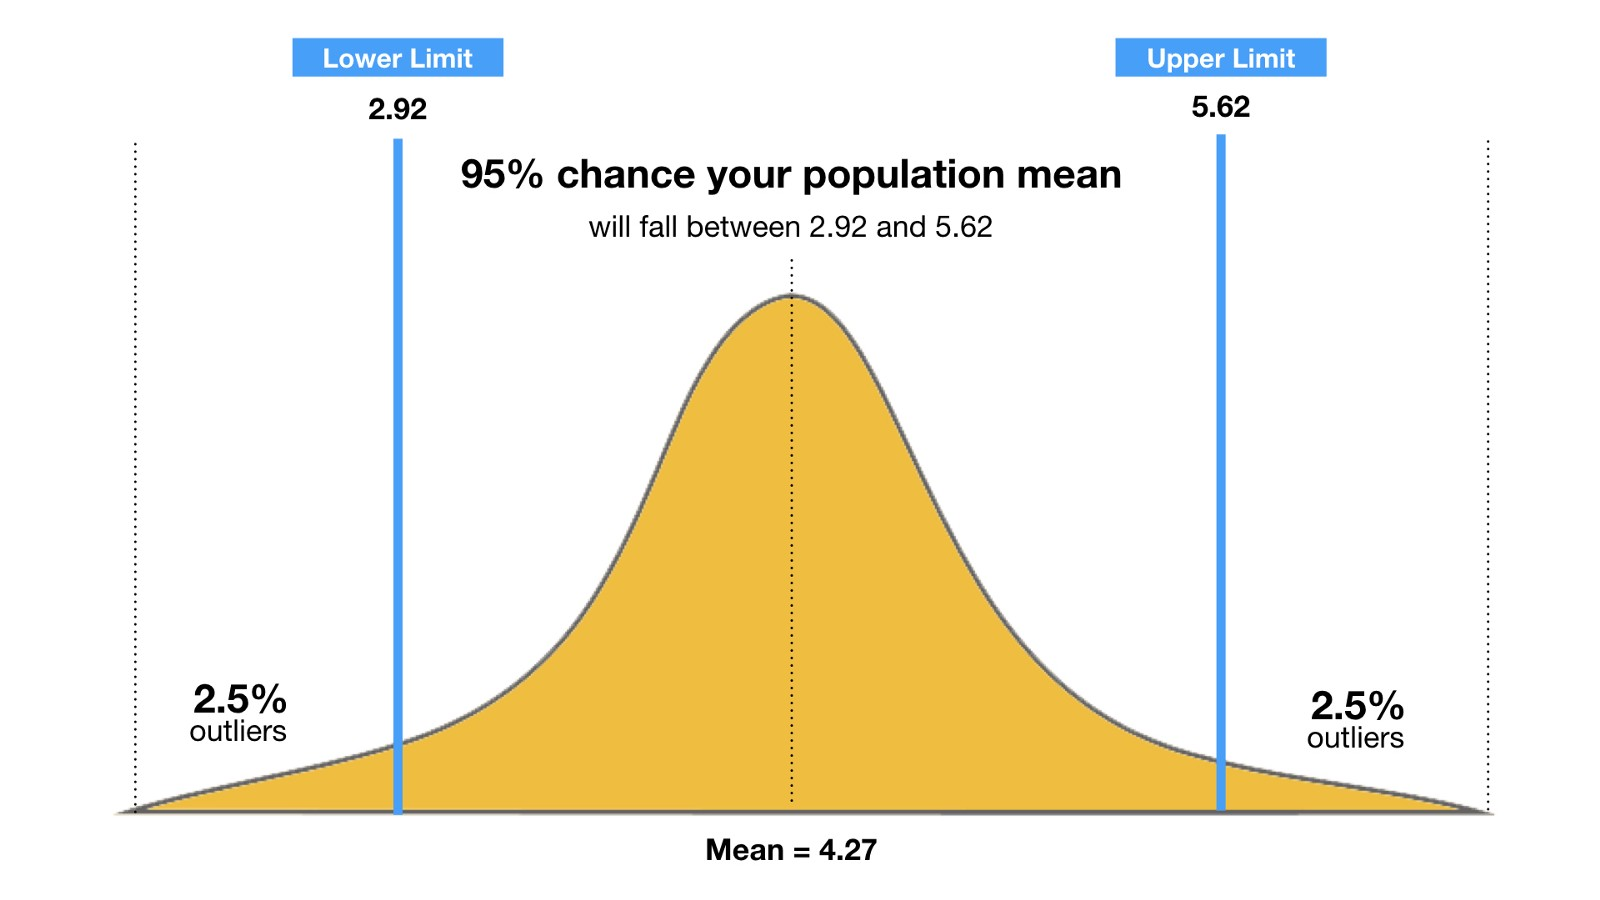 Lower Limit
Upper Limit
2.92
5.62
95% chance your population mean
will fall between 2.92 and 5.62
2.5%
outliers
2.5%
outliers
Mean = 4.27